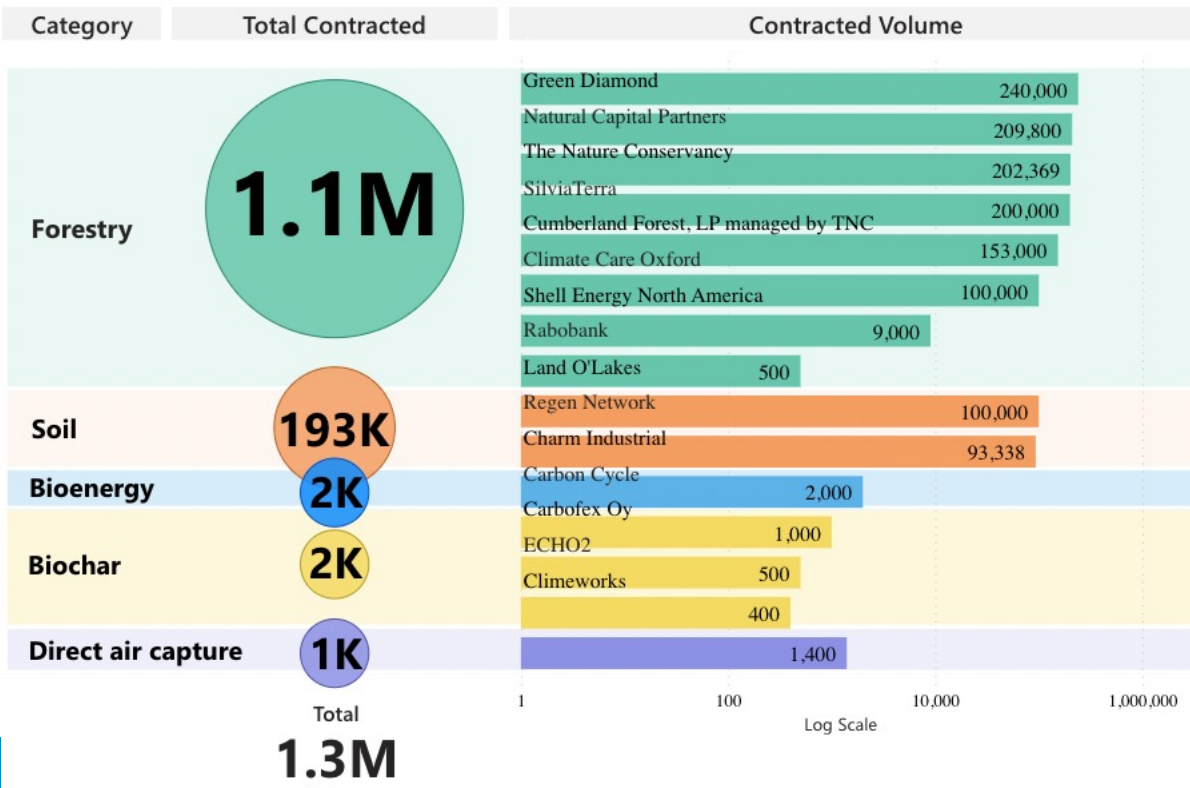 Category Total Contracted Contracted Volume
Forestry
1.1M
Green Diamond
240,000
Natural Capital Partners
209,800
The Nature Conservancy
202,369
SilviaTerra
200,000
Cumberland Forest, LP managed by TNC
153,000
Climate Care Oxford
100,000
Shell Energy North America
9,000
Rabobank
500
Land O'Lakes
Soil
193K
Regen Network
100,000
Charm Industrial
93,338
Bioenergy
2K
Carbon Cycle
2,000
Biochar
2K
Carbofex Oy
1,000
ECHO2
500
Climeworks
400
Direct air capture
1K
1,400
1 100 10,000 1,000,000
Log Scale
Total
1.3M